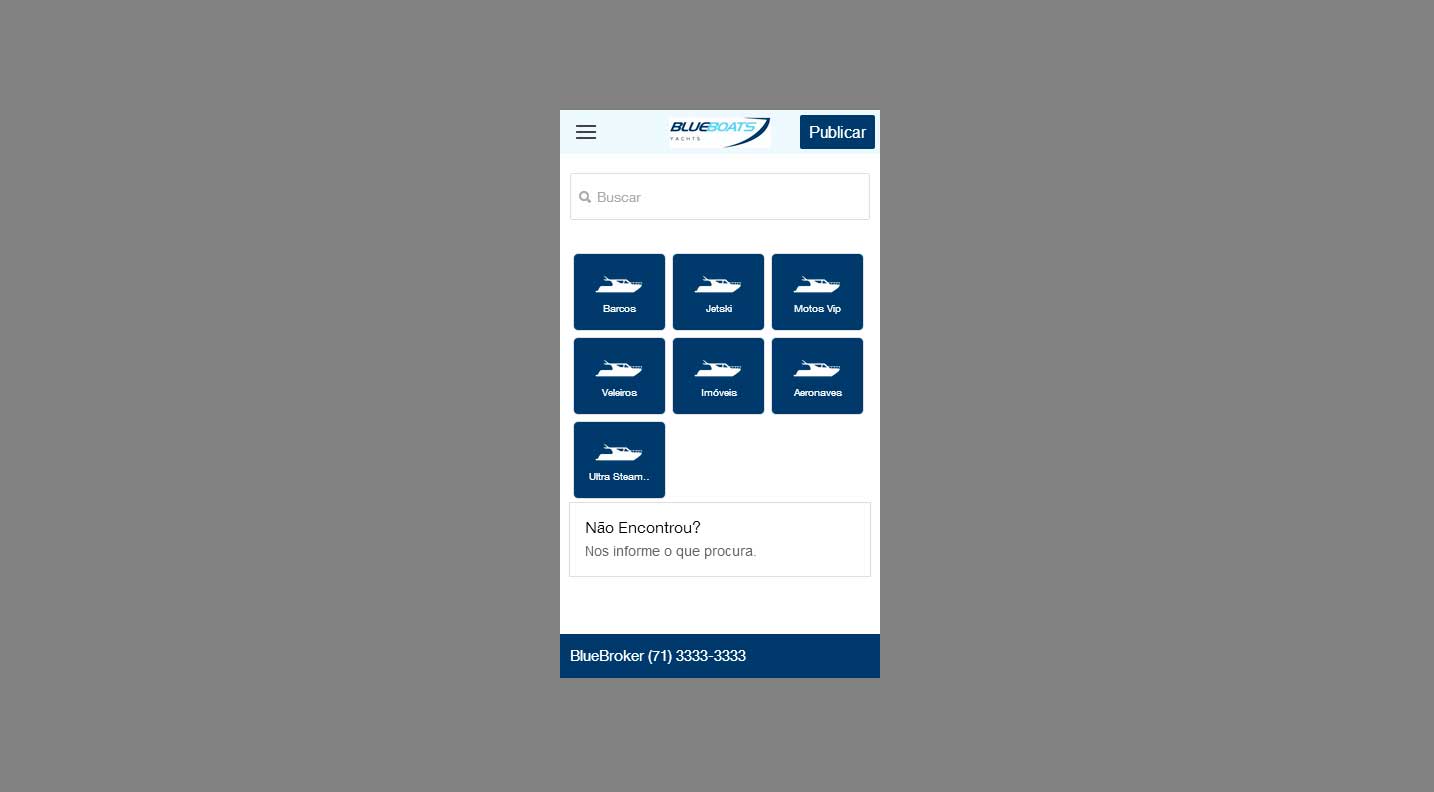 BLUEBOATS
YACHTS
Publicar
Buscar
Barcos
Jetski
Motos Vip
Veleiros
Imóveis
Aeronaves
Ultra Steam..
Não Encontrou?
Nos informe o que procura.
BlueBroker (71) 3333-3333